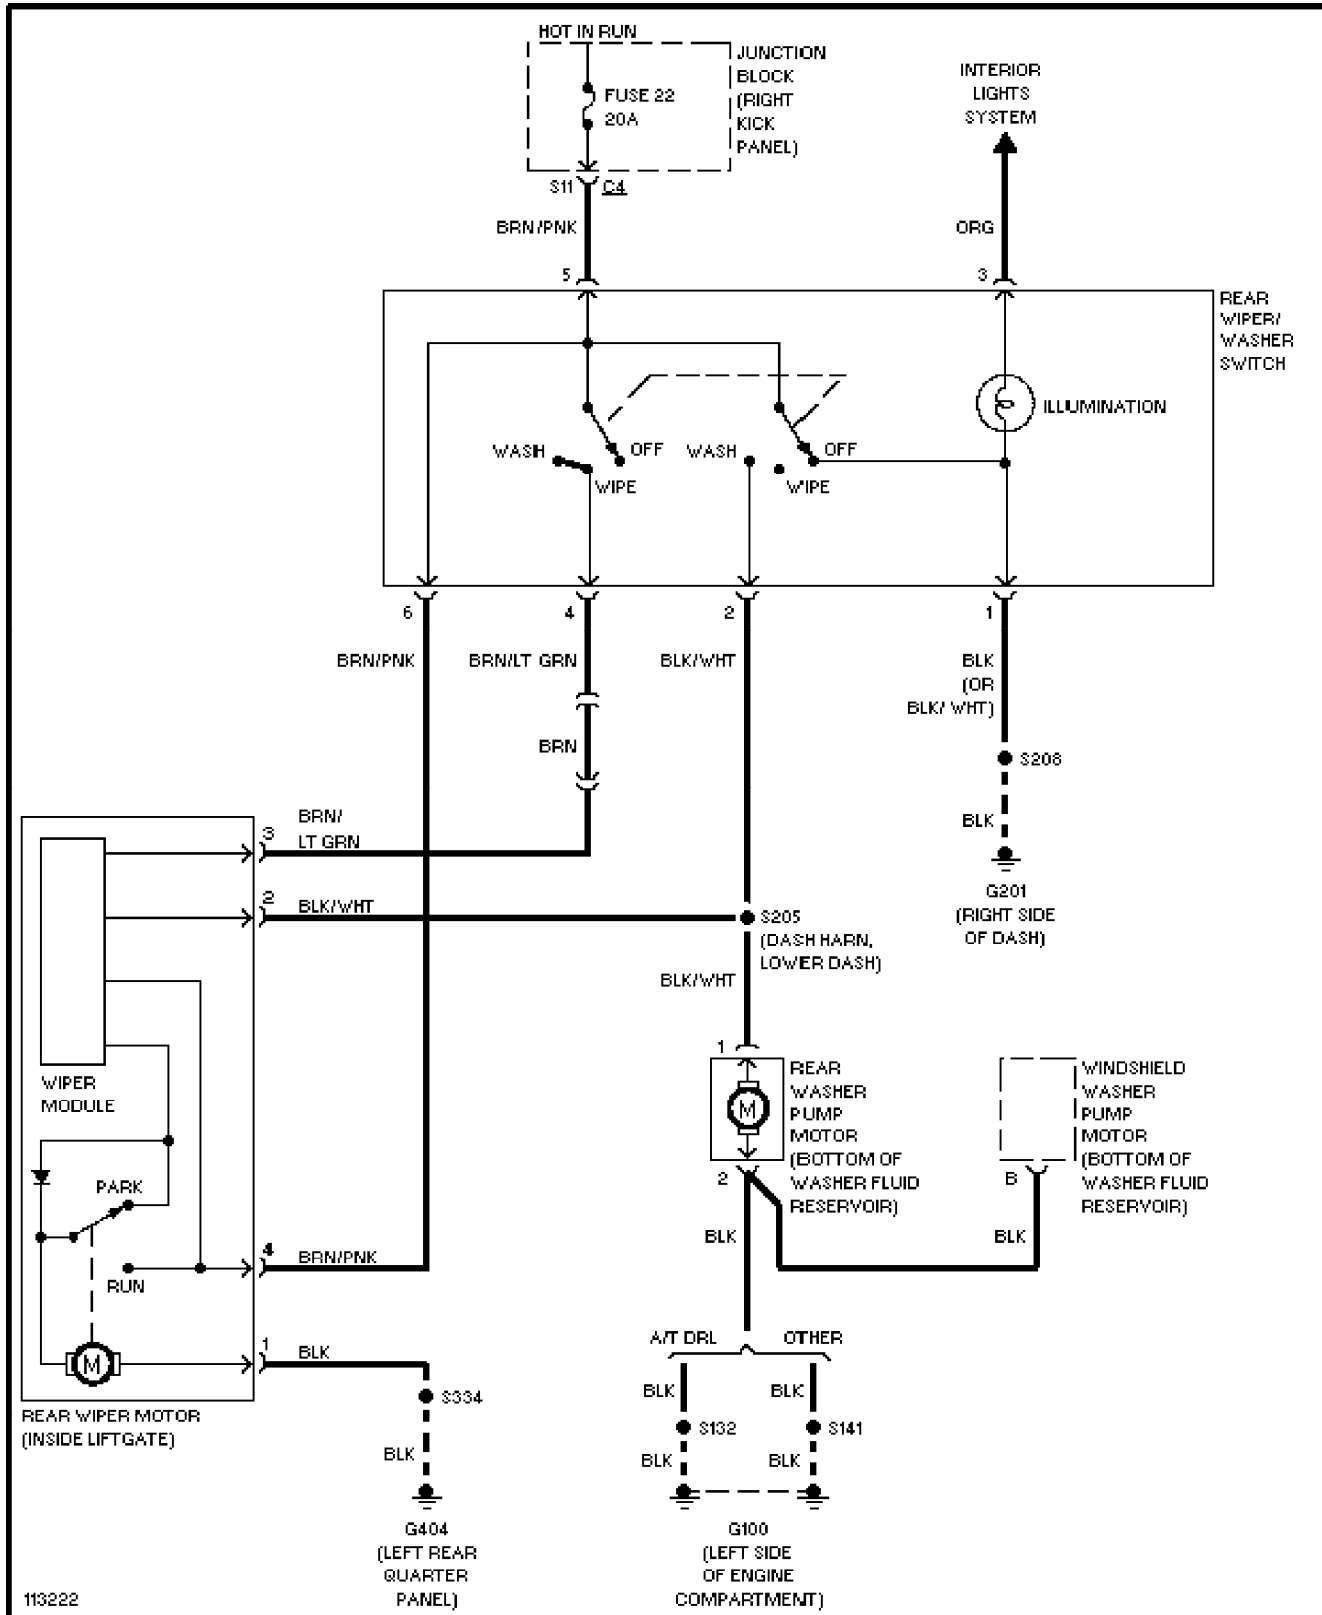 HOT IN RUN
JUNCTION
BLOCK
(RIGHT
KICK
PANEL)
FUSE 22
20A
INTERIOR
LIGHTS
SYSTEM
S11
C4
BRN/PNK
ORG
5
3
REAR
WIPER/
WASHER
SWITCH
ILLUMINATION
WASH
OFF
WIPE
WASH
OFF
WIPE
6
4
2
1
BRN/PNK
BRN/LT GRN
BLK/WHT
BLK
(OR
BLK/ WHT)
BRN
S208
BLK
G201
(RIGHT SIDE
OF DASH)
3
BRN/
LT GRN
2
BLK/WHT
S205
(DASH HARN,
LOWER DASH)
BLK/WHT
WIPER
MODULE
1
REAR
WASHER
PUMP
MOTOR
(BOTTOM OF
WASHER FLUID
RESERVOIR)
M
2
WINDSHIELD
WASHER
PUMP
MOTOR
(BOTTOM OF
WASHER FLUID
RESERVOIR)
B
BLK
BLK
PARK
RUN
4
BRN/PNK
M
1
BLK
S334
BLK
REAR WIPER MOTOR
(INSIDE LIFTGATE)
A/T DRL
OTHER
BLK
BLK
S132
S141
BLK
BLK
G404
(LEFT REAR
QUARTER
PANEL)
G100
(LEFT SIDE
OF ENGINE
COMPARTMENT)
113222